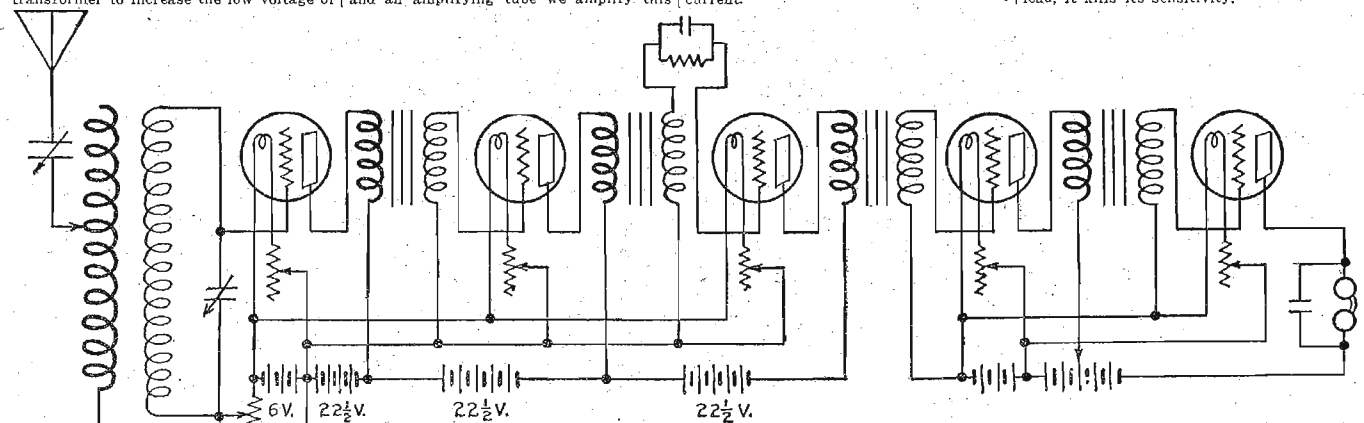 transformer to increase the low voltage of | and an amplifying tube we amplify this | current.
load, it kills its sensitivity.
6V. 22½V. 22½V. 22½V.